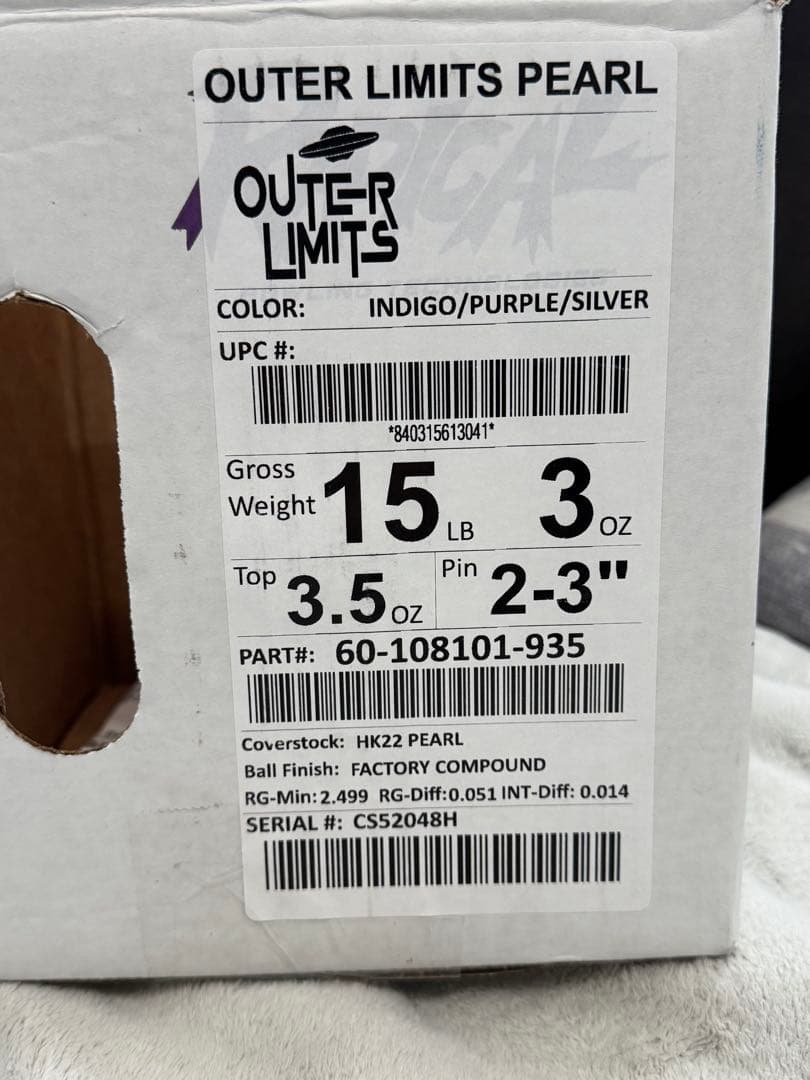 OUTER LIMITS PEARL
OUTER
LIMITS
COLOR: INDIGO/PURPLE/SILVER
UPC #:
*840315613041*
Gross Weight 15 LB 3 OZ
Top 3.5 OZ Pin 2-3"
PART#: 60-108101-935
Coverstock: HK22 PEARL
Ball Finish: FACTORY COMPOUND
RG-Min: 2.499 RG-Diff: 0.051 INT-Diff: 0.014
SERIAL #: CS52048H